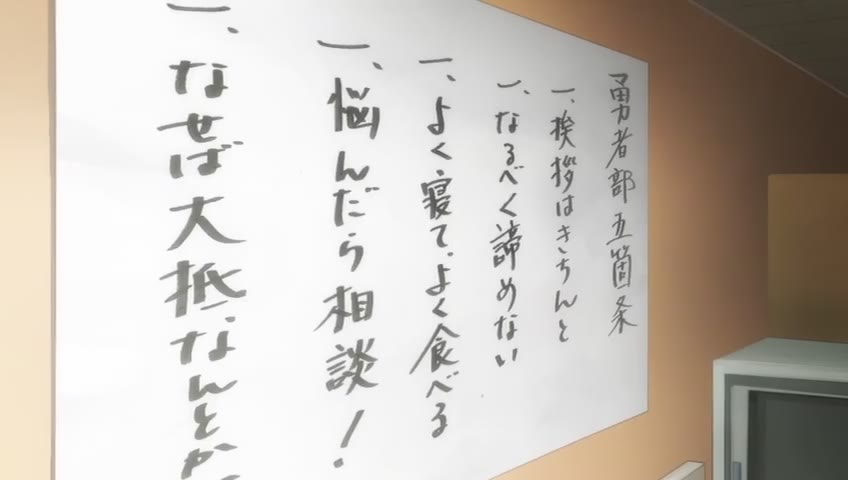 勇者部五箇条
一、挨拶はきちんと
一、なるべく諦めない
一、よく寝て、よく食べる
一、悩んだら相談！
一、なせば大抵なんとか